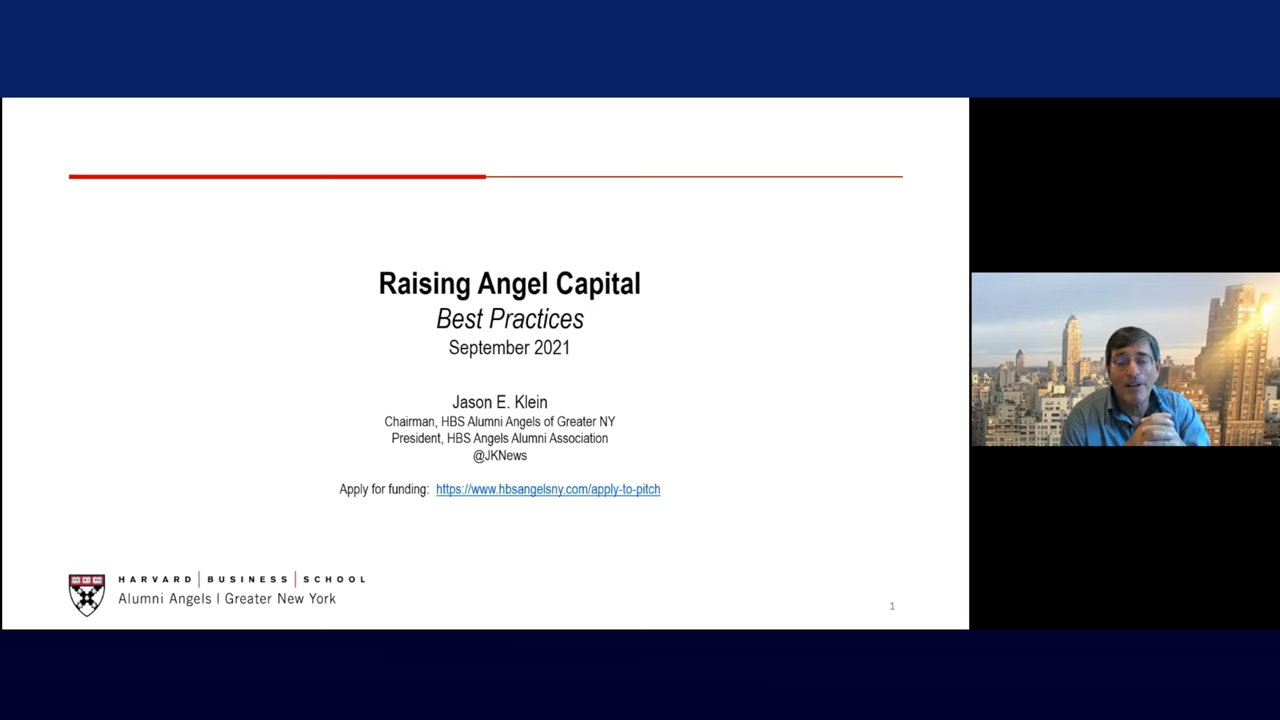 Raising Angel Capital
Best Practices
September 2021
Jason E. Klein
Chairman, HBS Alumni Angels of Greater NY
President, HBS Angels Alumni Association
@JKNews
Apply for funding: https://www.hbsangelsny.com/apply-to-pitch
HARVARD | BUSINESS | SCHOOL
Alumni Angels | Greater New York
1